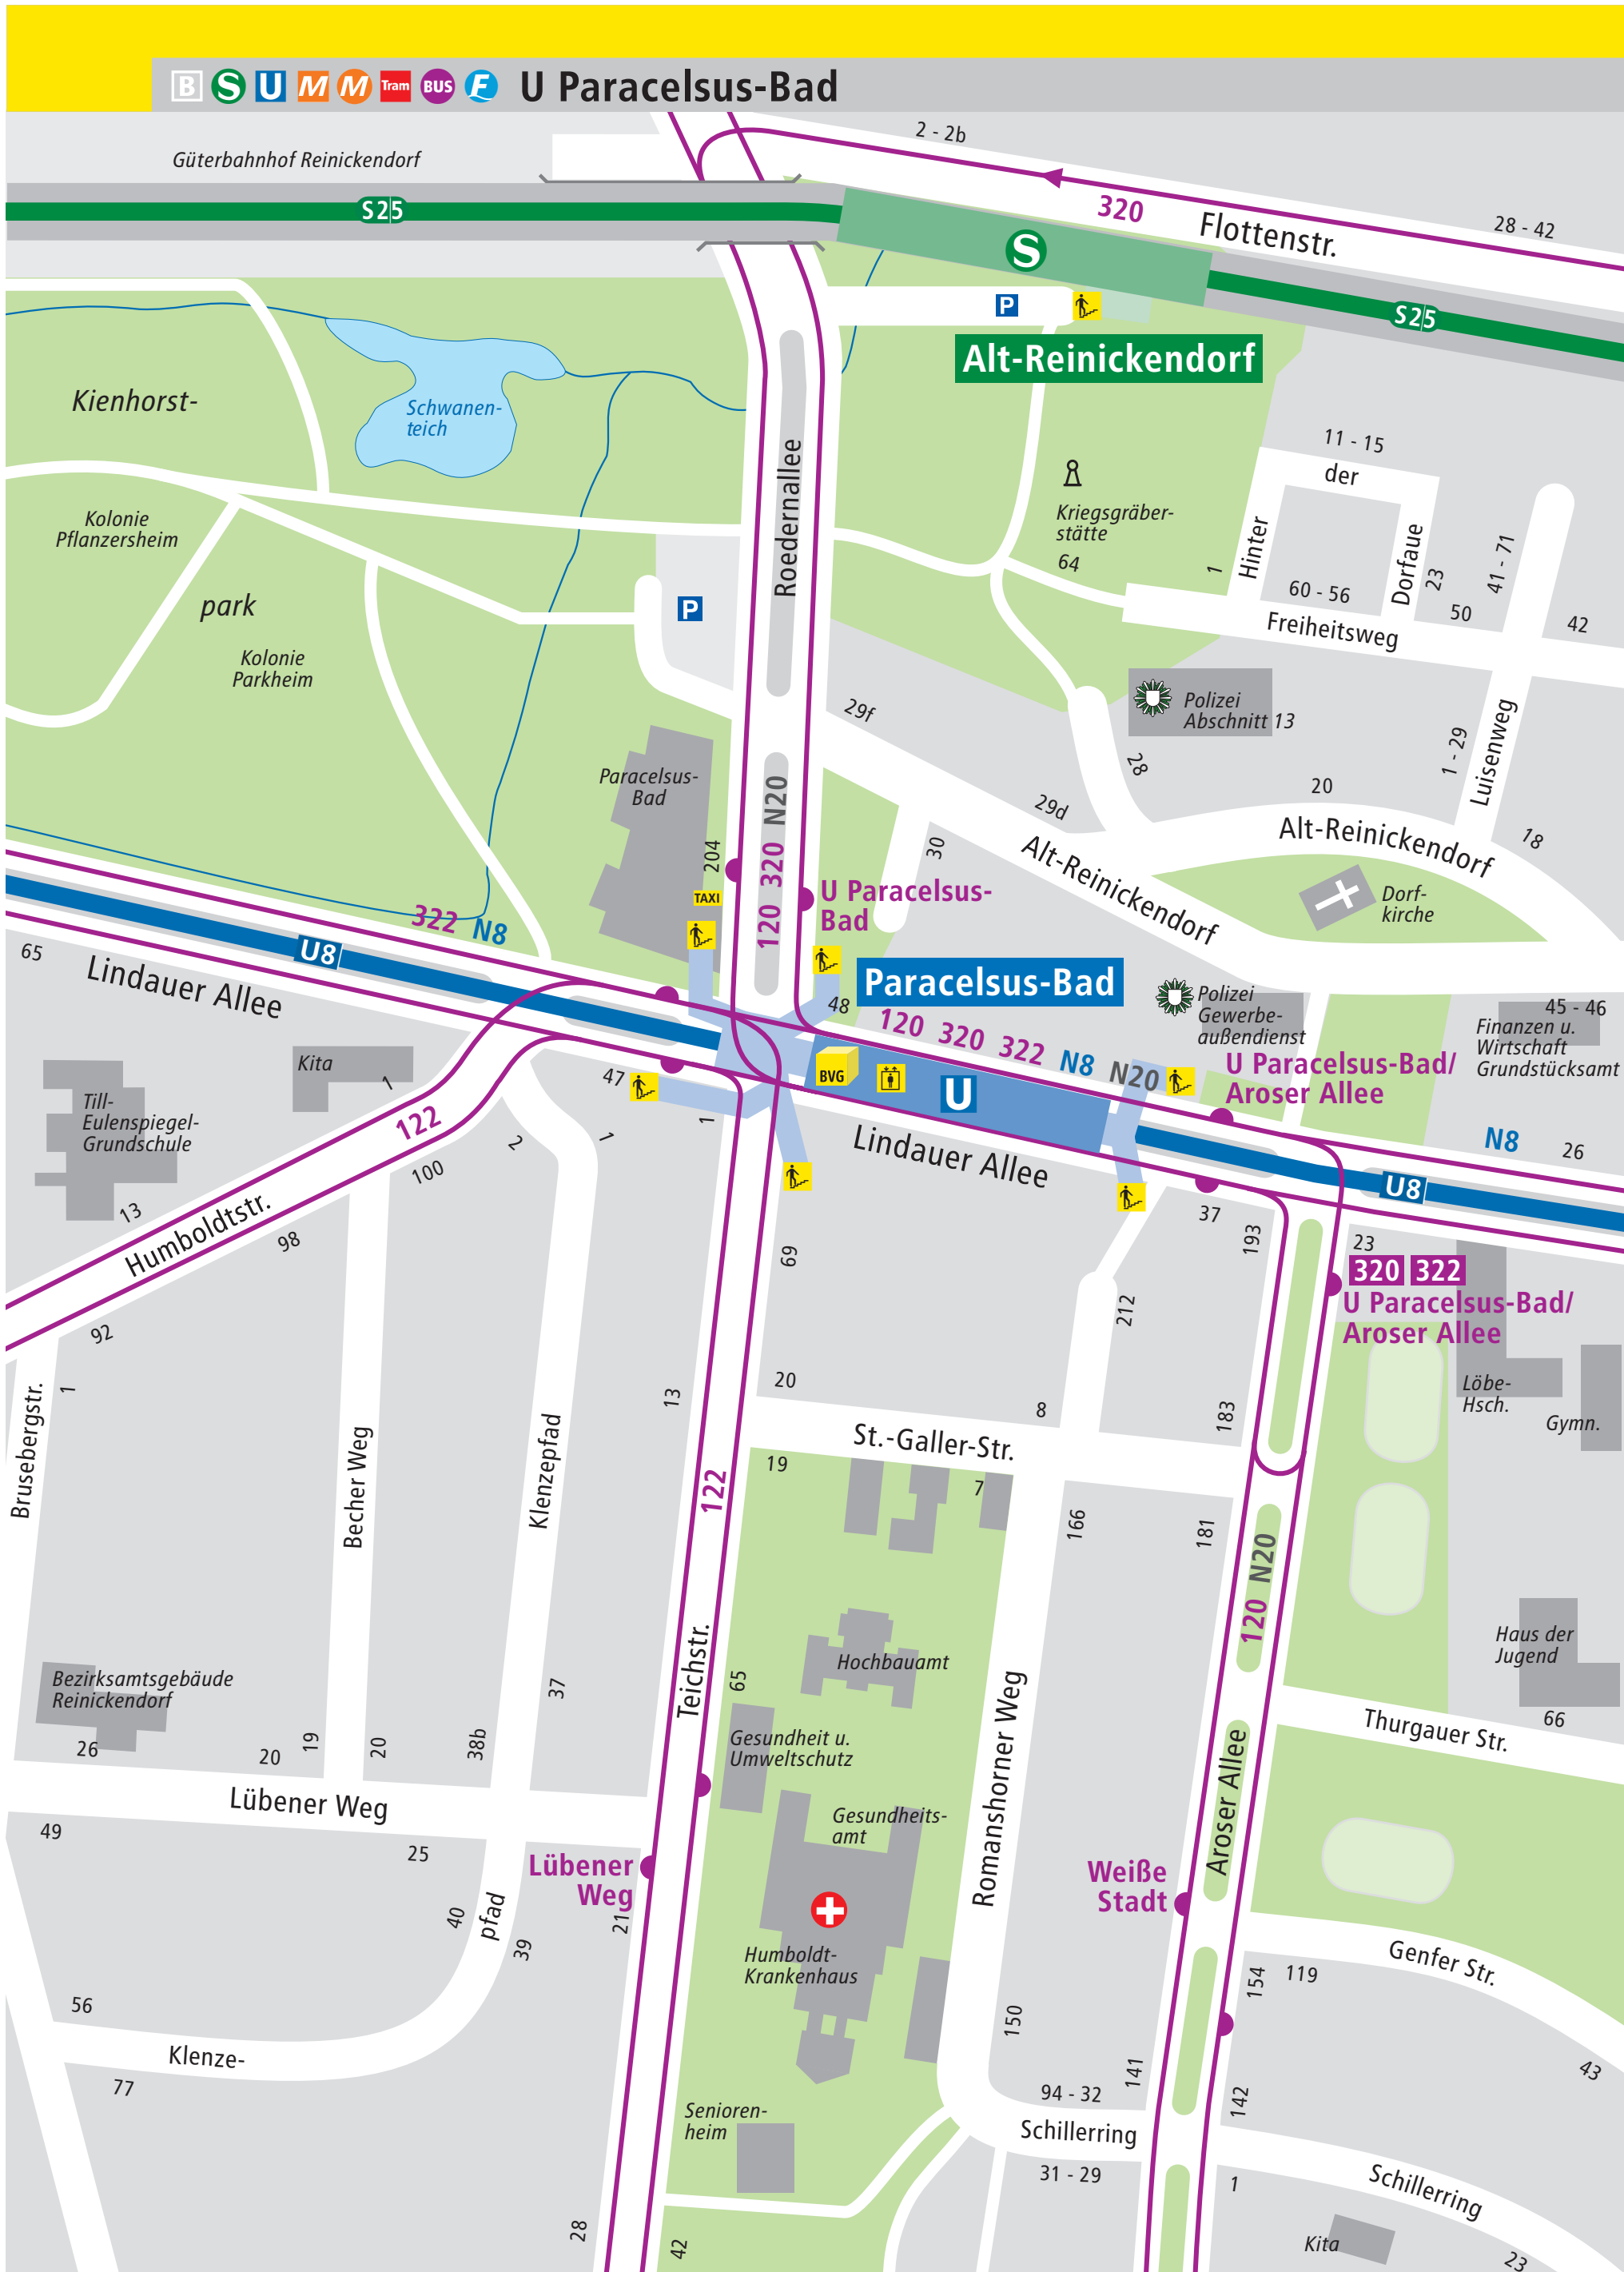 B S U M M Tram BUS F U Paracelsus-Bad
2 - 2b
Güterbahnhof Reinickendorf
S25
320
Flottenstr.
28 - 42
S
S25
P
Alt-Reinickendorf
Kienhorst-
Schwanen-
teich
Roedernallee
11 - 15
der
Kriegsgräber-
stätte
64
Kolonie
Pflanzersheim
1
Hinter
Dorfaue
23
41 - 71
60 - 56
50
42
Freiheitsweg
park
P
Kolonie
Parkheim
Polizei
Abschnitt 13
29f
28
1 - 29
Luisenweg
Paracelsus-
Bad
20
29d
Alt-Reinickendorf
18
120 320 N20
204
30
Alt-Reinickendorf
Dorf-
kirche
TAXI
U Paracelsus-
Bad
322 N8
U8
65
Lindauer Allee
Paracelsus-Bad
48
Polizei
Gewerbe-
außendienst
45 - 46
Finanzen u.
Wirtschaft
Grundstücksamt
120 320 322 N8 N20
U Paracelsus-Bad/
Aroser Allee
Kita
1
47
BVG
U
Till-
Eulenspiegel-
Grundschule
122
2
1
1
Lindauer Allee
N8
26
U8
100
13
Humboldtstr.
98
37
193
23
69
320 322
U Paracelsus-Bad/
Aroser Allee
212
92
1
Brusebergstr.
Becher Weg
Klenzepfad
13
20
8
183
Löbe-
Hsch.
Gymn.
St.-Galler-Str.
19
7
122
166
181
120 N20
Hochbauamt
Haus der
Jugend
66
Bezirksamtsgebäude
Reinickendorf
26
20
19
20
38b
37
Teichstr.
65
Gesundheit u.
Umweltschutz
Romanshorner Weg
Thurgauer Str.
Aroser Allee
Lübener Weg
49
25
Gesundheits-
amt
Lübener
Weg
21
Weiße
Stadt
40
pfad
39
Humboldt-
Krankenhaus
Genfer Str.
154
119
56
150
Klenze-
77
43
141
142
94 - 32
Schillerring
31 - 29
Senioren-
heim
1
Schillerring
28
42
Kita
23